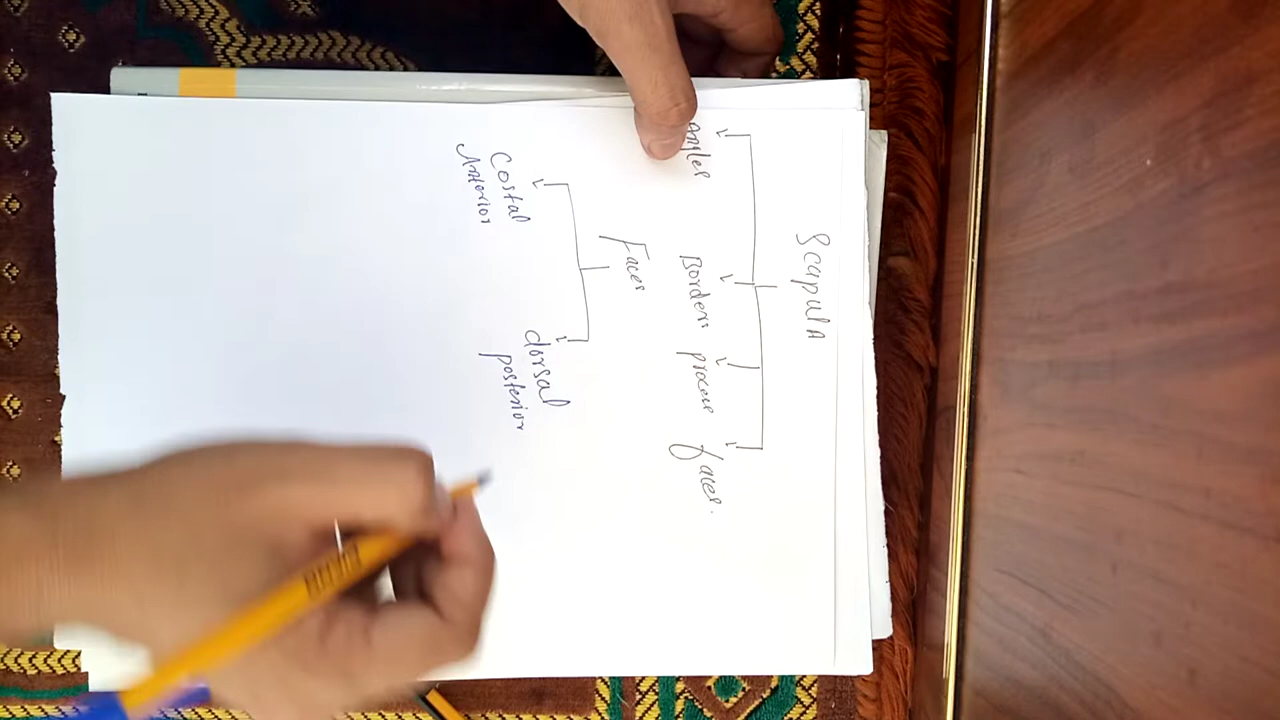 Scapula
Angles Borders process faces.
Faces
Costal dorsal
Anterior posterior